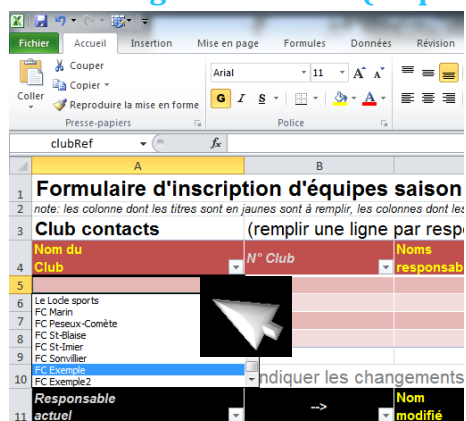 Fichier Accueil Insertion Mise en page Formules Données Révision
Couper
Copier
Reproduire la mise en forme
Coller
Presse-papiers
Arial 11 A A
G I S A
Police
clubRef fx
A B
1 Formulaire d'inscription d'équipes saison
2 note: les colonne dont les titres sont en jaunes sont à remplir, les colonnes dont les
3 Club contacts (remplir une ligne par resp
4 Nom du Club N° Club Noms responsab
5
6 Le Locle sports
FC Marin
7 FC Peseux-Comète
FC St-Blaise
8 FC St-Imier
9 FC Sonvillier
FC Exemple
10 FC Exemple2 ndiquer les changements
11 Responsable actuel --> Nom modifié